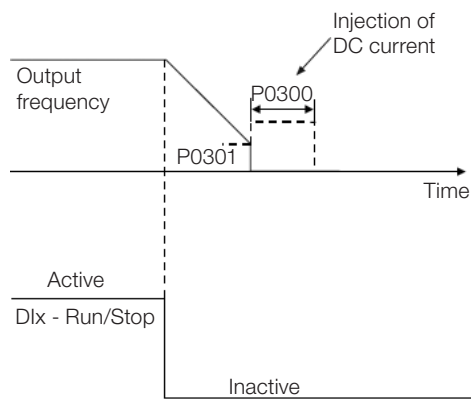 Injection of
DC current
Output
frequency
P0300
P0301
Time
Active
DIx - Run/Stop
Inactive